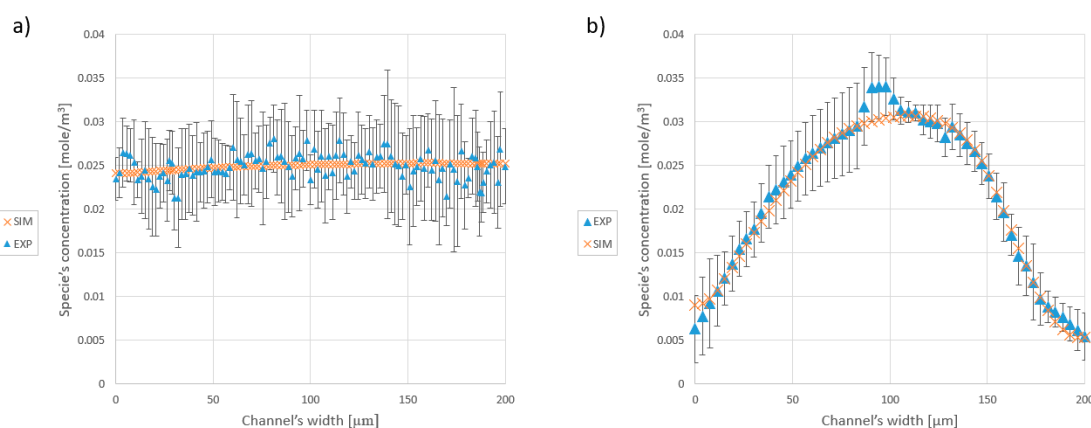 a)
Specie's concentration [mole/m³]
0.04
0.035
0.03
0.025
0.02
0.015
0.01
0.005
0
0 50 100 150 200
Channel's width [µm]
SIM
EXP
b)
Specie's concentration [mole/m³]
0.04
0.035
0.03
0.025
0.02
0.015
0.01
0.005
0
0 50 100 150 200
Channel's width [µm]
EXP
SIM